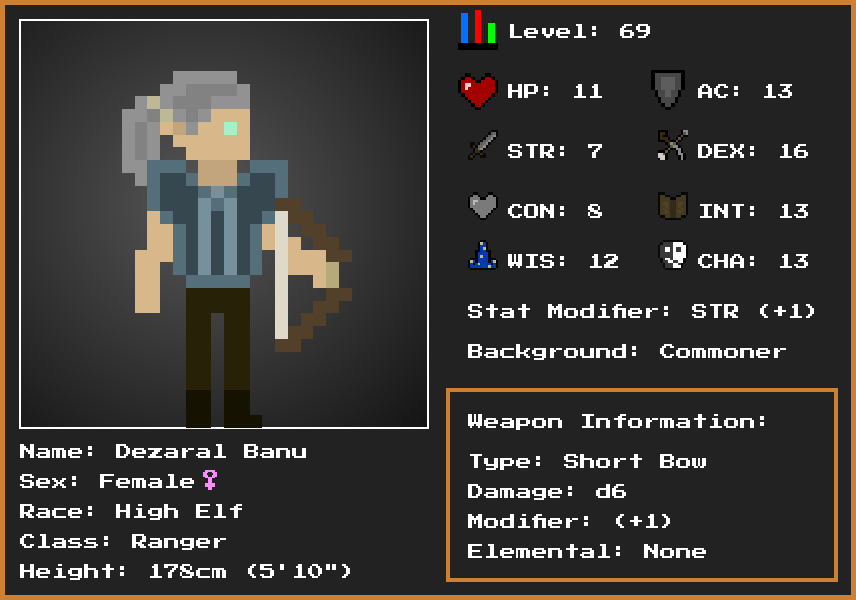 Level: 69
HP: 11
AC: 13
STR: 7
DEX: 16
CON: 8
INT: 13
WIS: 12
CHA: 13
Stat Modifier: STR (+1)
Background: Commoner
Weapon Information:
Type: Short Bow
Damage: d6
Modifier: (+1)
Elemental: None
Name: Dezaral Banu
Sex: Female♀
Race: High Elf
Class: Ranger
Height: 178cm (5'10")